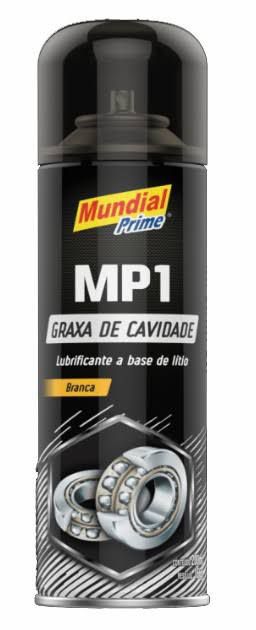 Mundial
Prime®
MP1
GRAXA DE CAVIDADE
Lubrificante a base de lítio
Branca